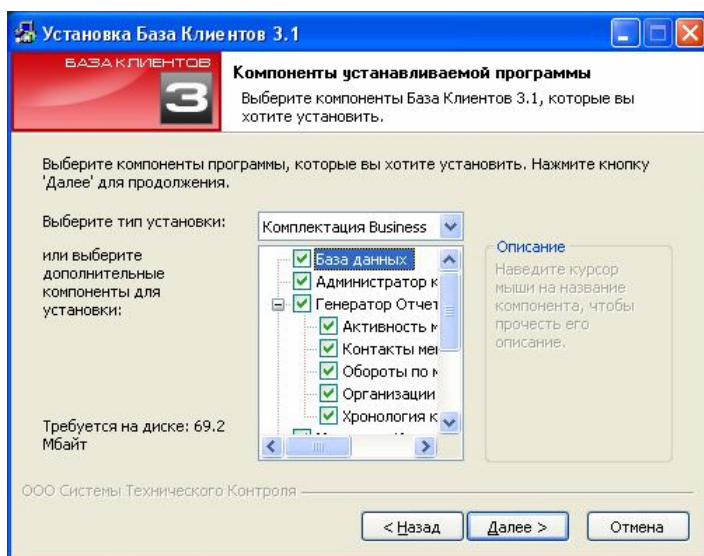 Установка База Клиентов 3.1
БАЗА КЛИЕНТОВ
3
Компоненты устанавливаемой программы
Выберите компоненты База Клиентов 3.1, которые вы
хотите установить.
Выберите компоненты программы, которые вы хотите установить. Нажмите кнопку
'Далее' для продолжения.
Выберите тип установки:
Комплектация Business
или выберите
дополнительные
компоненты для
установки:
База данных
Администратор к
Генератор Отчет
Активность м
Контакты мен
Обороты по м
Организации
Хронология к
Описание
Наведите курсор
мыши на название
компонента, чтобы
прочесть его
описание.
Требуется на диске: 69.2
Мбайт
ООО Системы Технического Контроля
< Назад
Далее >
Отмена